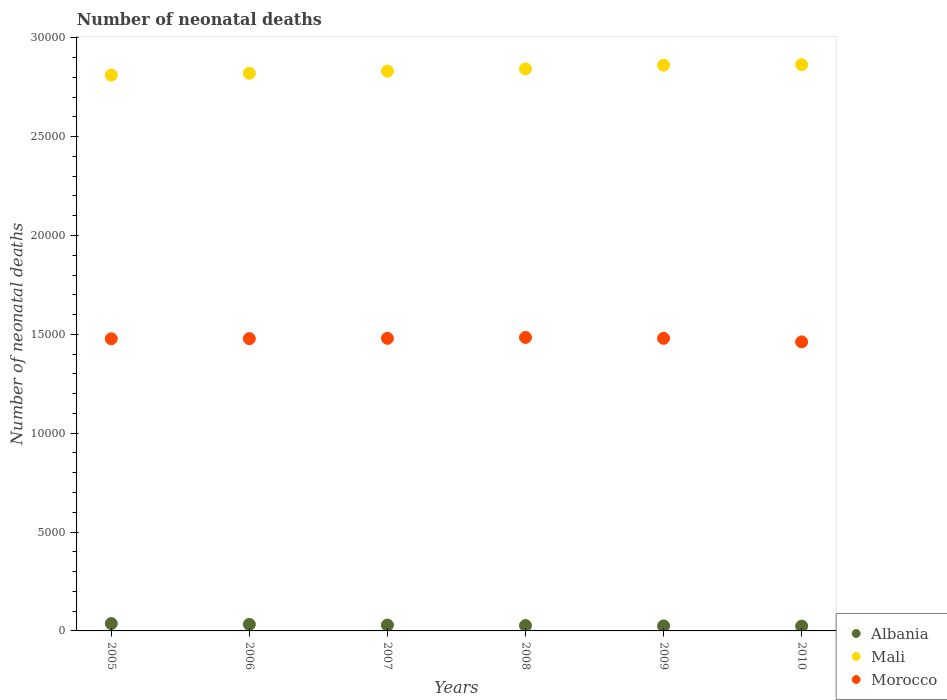 Number of neonatal deaths
30000
25000
20000
15000
10000
5000
0
Number of neonatal deaths
2005
2006
2007
2008
2009
2010
Years
Albania
Mali
Morocco